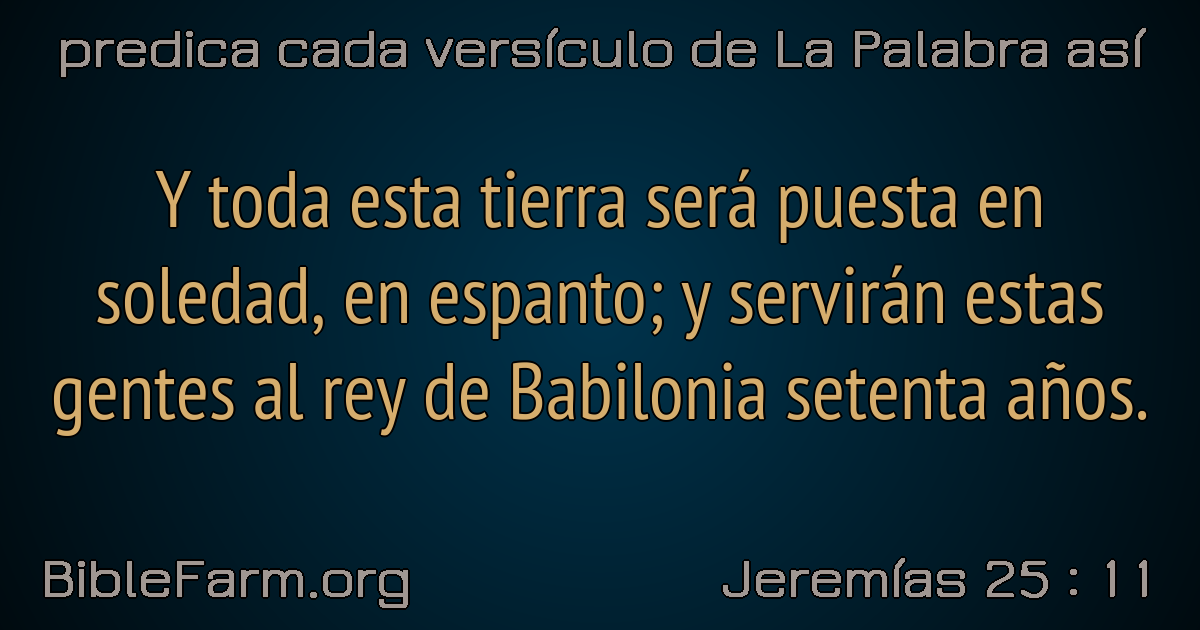 predica cada versículo de La Palabra así
Y toda esta tierra será puesta en
soledad, en espanto; y servirán estas
gentes al rey de Babilonia setenta años.
BibleFarm.org
Jeremías 25 : 11